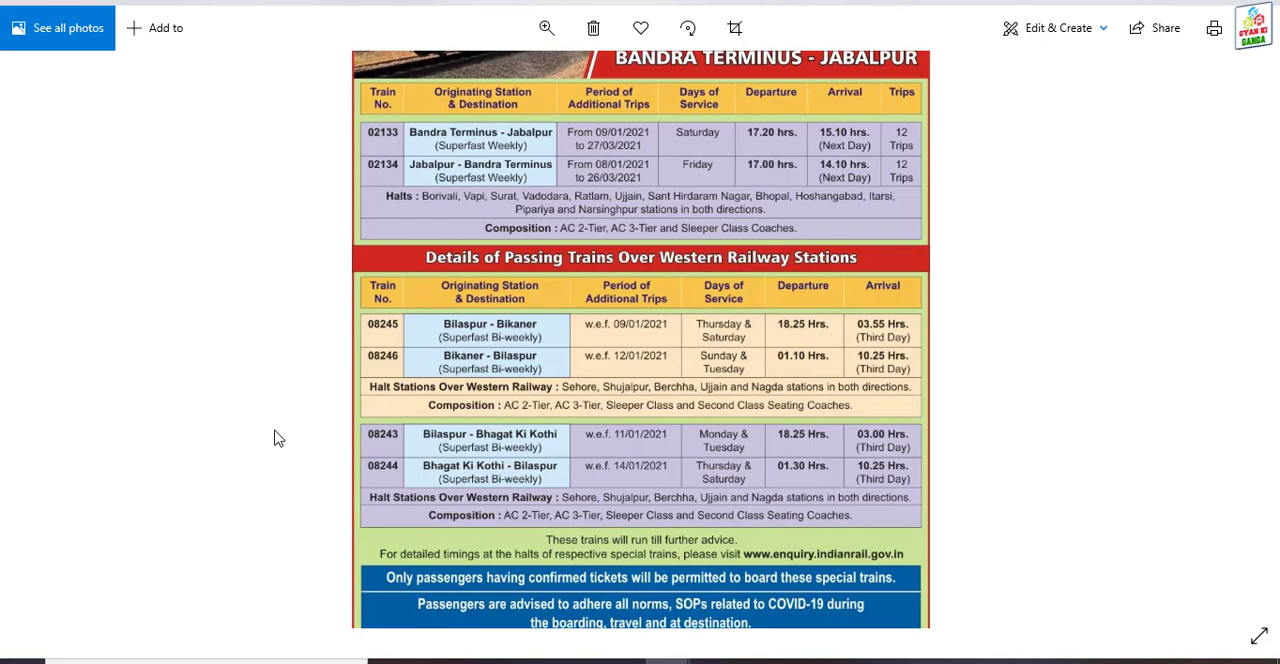 See all photos
Add to
Edit & Create
Share
GYAN KI
GANGA
BANDRA TERMINUS - JABALPUR
Train No. Originating Station & Destination Period of Additional Trips Days of Service Departure Arrival Trips
02133 Bandra Terminus - Jabalpur (Superfast Weekly) From 09/01/2021 to 27/03/2021 Saturday 17.20 hrs. 15.10 hrs. (Next Day) 12 Trips
02134 Jabalpur - Bandra Terminus (Superfast Weekly) From 08/01/2021 to 26/03/2021 Friday 17.00 hrs. 14.10 hrs. (Next Day) 12 Trips
Halts : Borivali, Vapi, Surat, Vadodara, Ratlam, Ujjain, Sant Hirdaram Nagar, Bhopal, Hoshangabad, Itarsi,
Pipariya and Narsinghpur stations in both directions.
Composition : AC 2-Tier, AC 3-Tier and Sleeper Class Coaches.
Details of Passing Trains Over Western Railway Stations
Train No. Originating Station & Destination Period of Additional Trips Days of Service Departure Arrival
08245 Bilaspur - Bikaner (Superfast Bi-weekly) w.e.f. 09/01/2021 Thursday & Saturday 18.25 Hrs. 03.55 Hrs. (Third Day)
08246 Bikaner - Bilaspur (Superfast Bi-weekly) w.e.f. 12/01/2021 Sunday & Tuesday 01.10 Hrs. 10.25 Hrs. (Third Day)
Halt Stations Over Western Railway : Sehore, Shujalpur, Berchha, Ujjain and Nagda stations in both directions.
Composition : AC 2-Tier, AC 3-Tier, Sleeper Class and Second Class Seating Coaches.
08243 Bilaspur - Bhagat Ki Kothi (Superfast Bi-weekly) w.e.f. 11/01/2021 Monday & Tuesday 18.25 Hrs. 03.00 Hrs. (Third Day)
08244 Bhagat Ki Kothi - Bilaspur (Superfast Bi-weekly) w.e.f. 14/01/2021 Thursday & Saturday 01.30 Hrs. 10.25 Hrs. (Third Day)
Halt Stations Over Western Railway : Sehore, Shujalpur, Berchha, Ujjain and Nagda stations in both directions.
Composition : AC 2-Tier, AC 3-Tier, Sleeper Class and Second Class Seating Coaches.
These trains will run till further advice.
For detailed timings at the halts of respective special trains, please visit www.enquiry.indianrail.gov.in
Only passengers having confirmed tickets will be permitted to board these special trains.
Passengers are advised to adhere all norms, SOPs related to COVID-19 during
the boarding, travel and at destination.